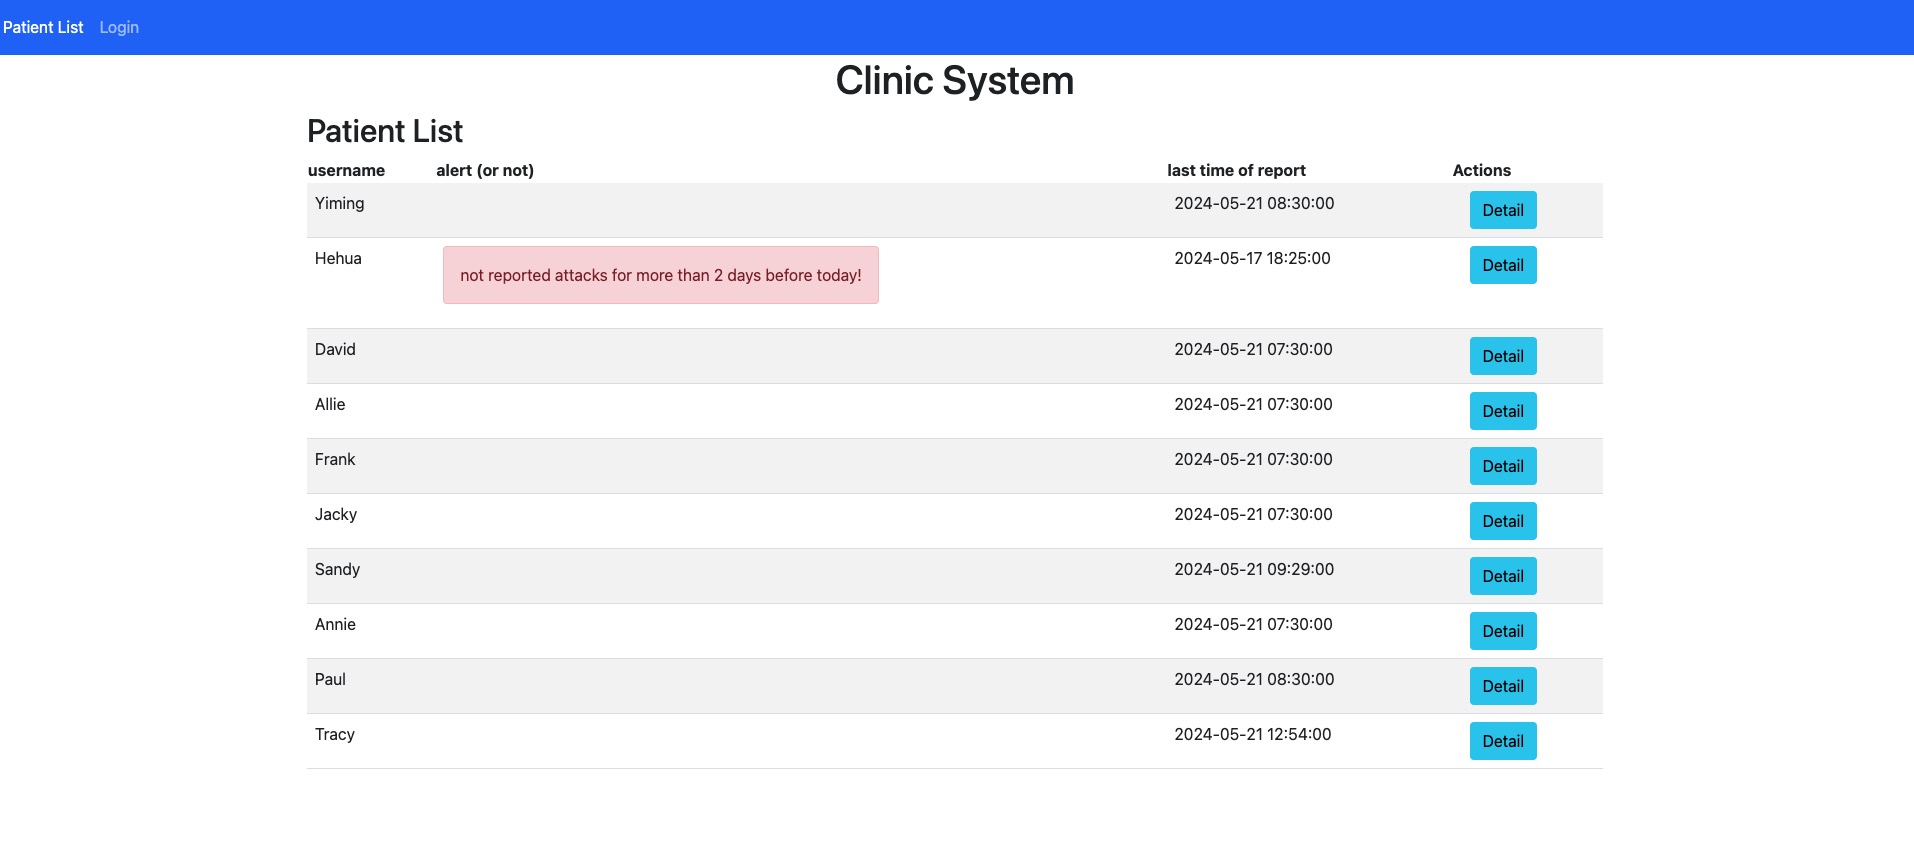 Patient List Login
Clinic System
Patient List
username alert (or not) last time of report Actions
Yiming 2024-05-21 08:30:00 Detail
Hehua not reported attacks for more than 2 days before today! 2024-05-17 18:25:00 Detail
David 2024-05-21 07:30:00 Detail
Allie 2024-05-21 07:30:00 Detail
Frank 2024-05-21 07:30:00 Detail
Jacky 2024-05-21 07:30:00 Detail
Sandy 2024-05-21 09:29:00 Detail
Annie 2024-05-21 07:30:00 Detail
Paul 2024-05-21 08:30:00 Detail
Tracy 2024-05-21 12:54:00 Detail